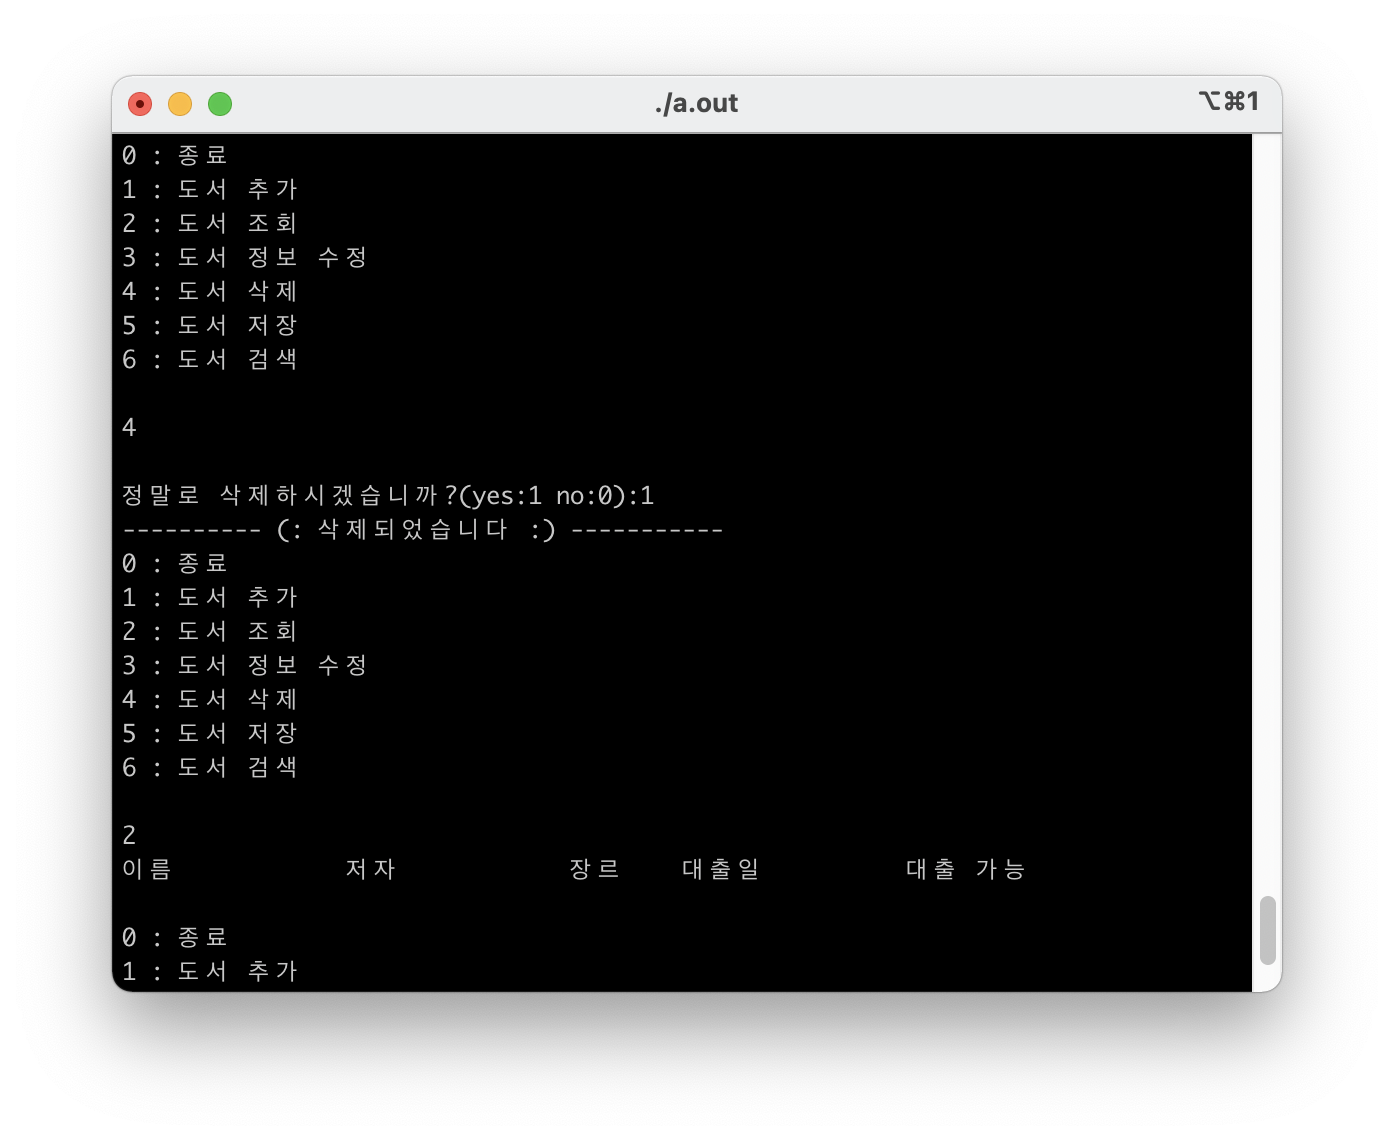 ./a.out
⌥⌘1
0 : 종료
1 : 도서 추가
2 : 도서 조회
3 : 도서 정보 수정
4 : 도서 삭제
5 : 도서 저장
6 : 도서 검색
4
정말로 삭제하시겠습니까?(yes:1 no:0):1
---------- (: 삭제되었습니다 :) -----------
0 : 종료
1 : 도서 추가
2 : 도서 조회
3 : 도서 정보 수정
4 : 도서 삭제
5 : 도서 저장
6 : 도서 검색
2
이름 저자 장르 대출일 대출 가능
0 : 종료
1 : 도서 추가